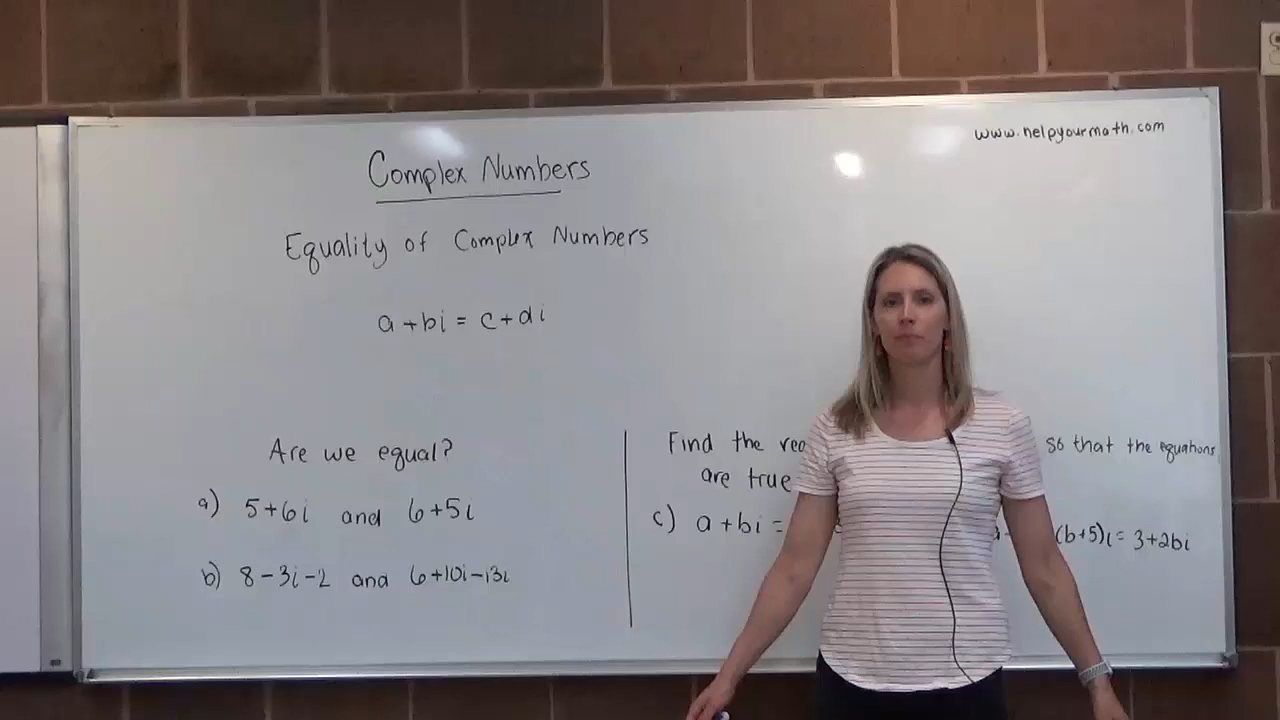 www.helpyourmath.com
Complex Numbers
Equality of Complex Numbers
a+bi = c+di
Are we equal?
a) 5+6i and 6+5i
b) 8-3i-2 and 6+10i-13i
Find the so that the equations
are true
c) a+bi =
(b+5)i = 3+2bi